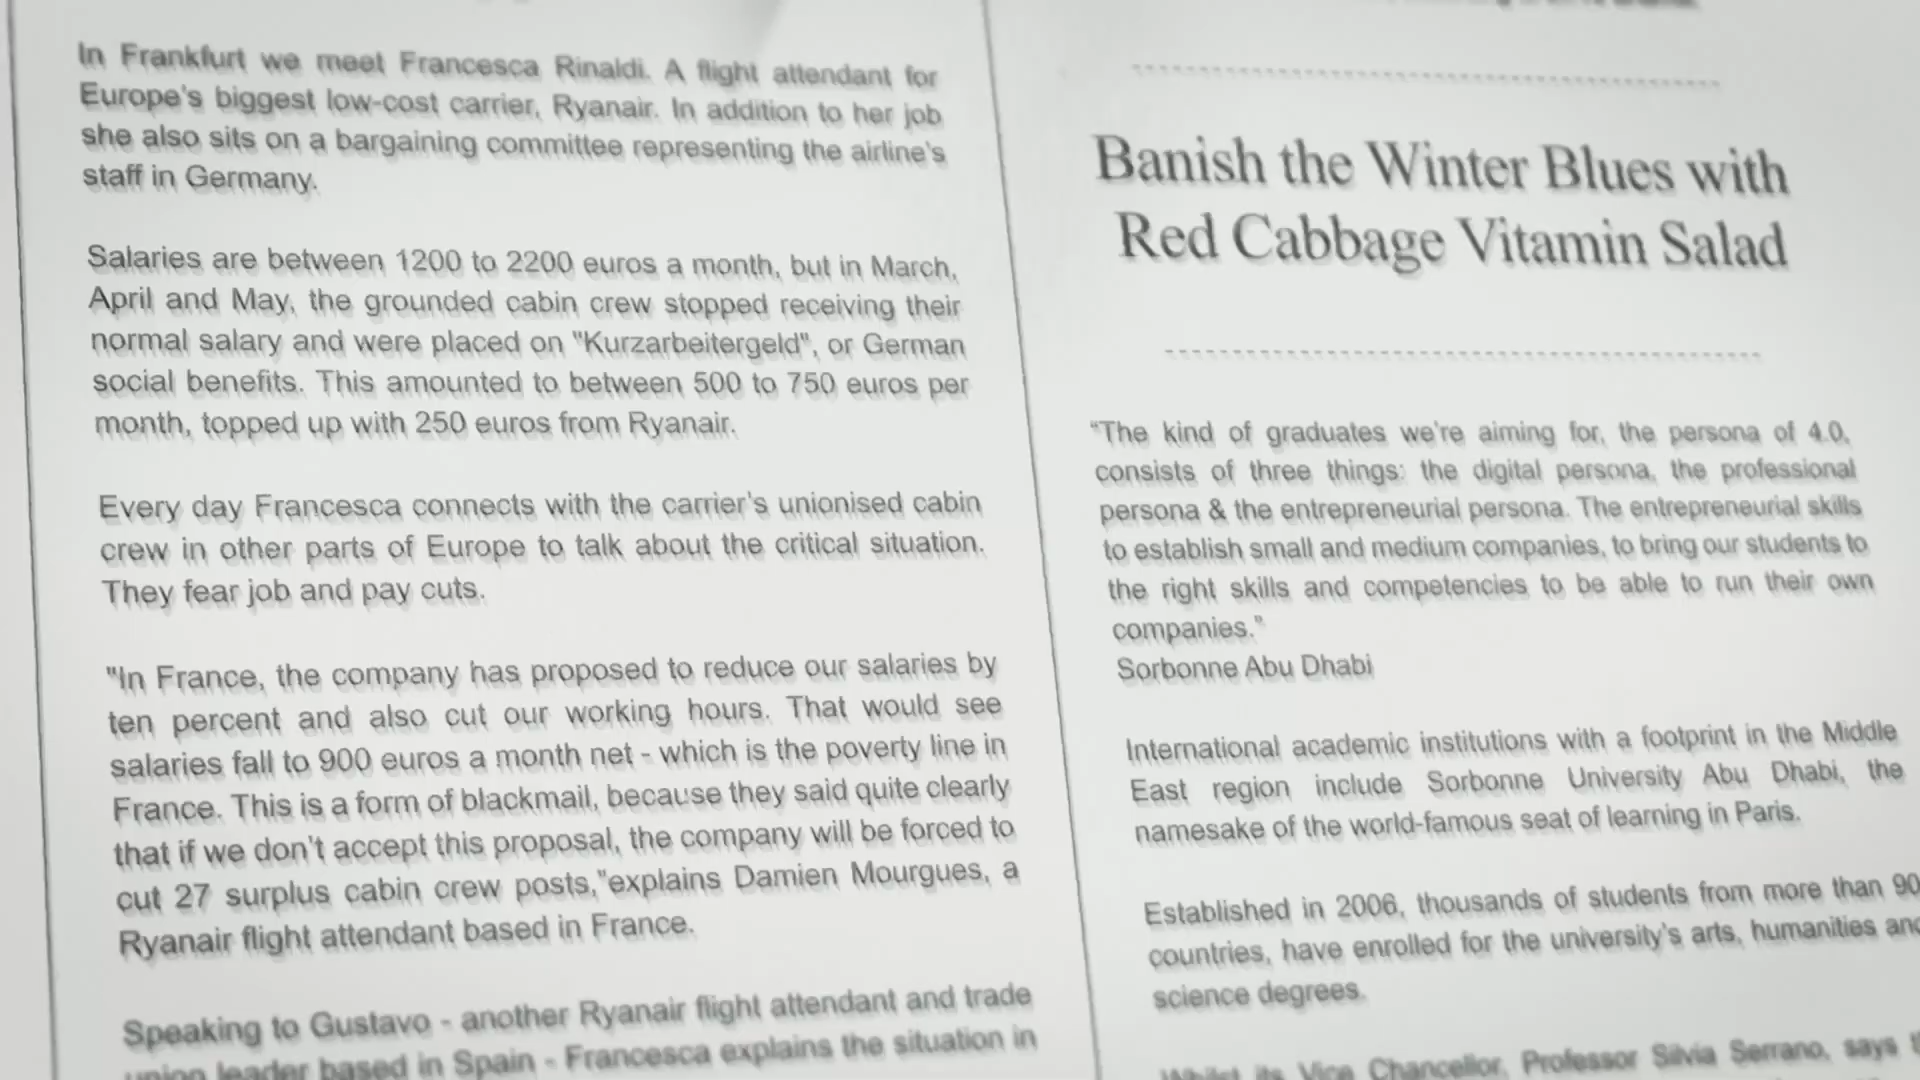 In Frankfurt we meet Francesca Rinaldi. A flight attendant for
Europe's biggest low-cost carrier, Ryanair. In addition to her job
she also sits on a bargaining committee representing the airline's
staff in Germany.
Salaries are between 1200 to 2200 euros a month, but in March,
April and May, the grounded cabin crew stopped receiving their
normal salary and were placed on "Kurzarbeitergeld", or German
social benefits. This amounted to between 500 to 750 euros per
month, topped up with 250 euros from Ryanair.
Every day Francesca connects with the carrier's unionised cabin
crew in other parts of Europe to talk about the critical situation.
They fear job and pay cuts.
"In France, the company has proposed to reduce our salaries by
ten percent and also cut our working hours. That would see
salaries fall to 900 euros a month net - which is the poverty line in
France. This is a form of blackmail, because they said quite clearly
that if we don't accept this proposal, the company will be forced to
cut 27 surplus cabin crew posts,"explains Damien Mourgues, a
Ryanair flight attendant based in France.
Speaking to Gustavo - another Ryanair flight attendant and trade
union leader based in Spain - Francesca explains the situation in
Banish the Winter Blues with
Red Cabbage Vitamin Salad
“The kind of graduates we're aiming for, the persona of 4.0,
consists of three things: the digital persona, the professional
persona & the entrepreneurial persona. The entrepreneurial skills
to establish small and medium companies, to bring our students to
the right skills and competencies to be able to run their own
companies.”
Sorbonne Abu Dhabi
International academic institutions with a footprint in the Middle
East region include Sorbonne University Abu Dhabi, the
namesake of the world-famous seat of learning in Paris.
Established in 2006, thousands of students from more than 90
countries, have enrolled for the university's arts, humanities and
science degrees.
Whilst its Vice Chancellor, Professor Silvia Serrano, says